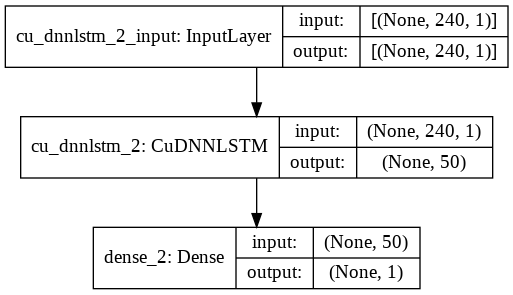 cu_dnnlstm_2_input: InputLayer
input: [(None, 240, 1)]
output: [(None, 240, 1)]
cu_dnnlstm_2: CuDNNLSTM
input: (None, 240, 1)
output: (None, 50)
dense_2: Dense
input: (None, 50)
output: (None, 1)